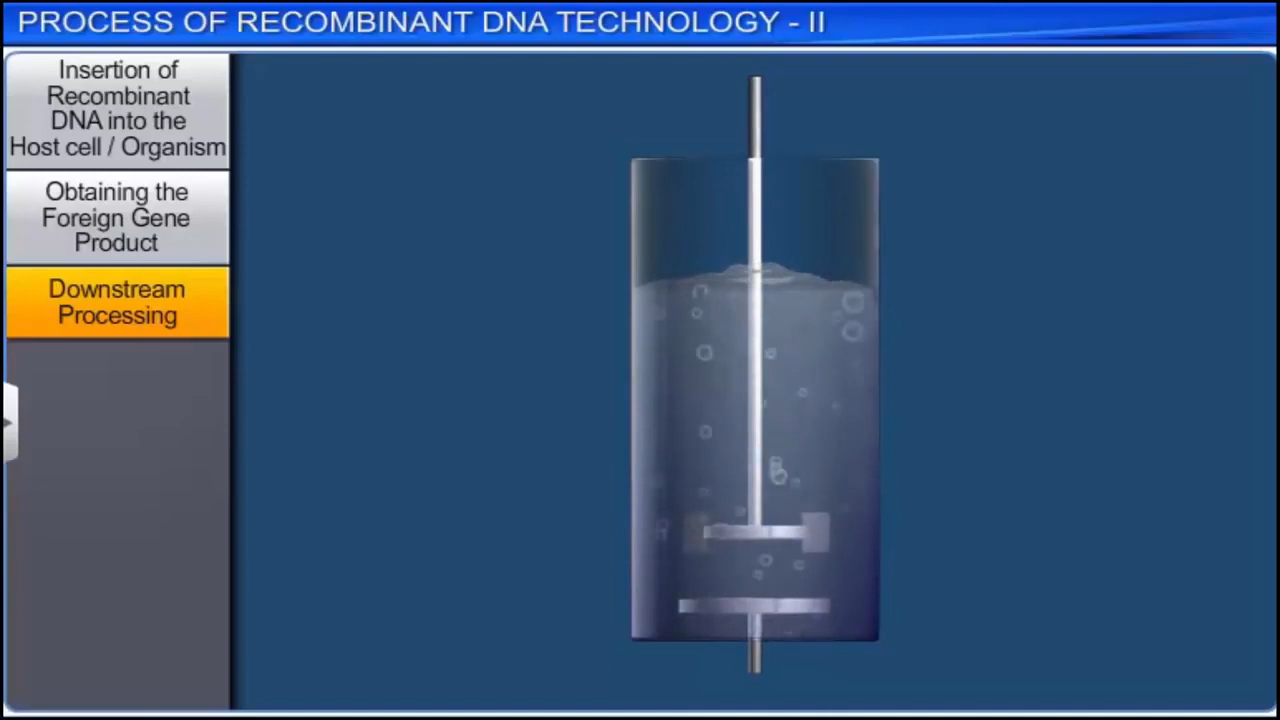 PROCESS OF RECOMBINANT DNA TECHNOLOGY - II
Insertion of
Recombinant
DNA into the
Host cell / Organism
Obtaining the
Foreign Gene
Product
Downstream
Processing